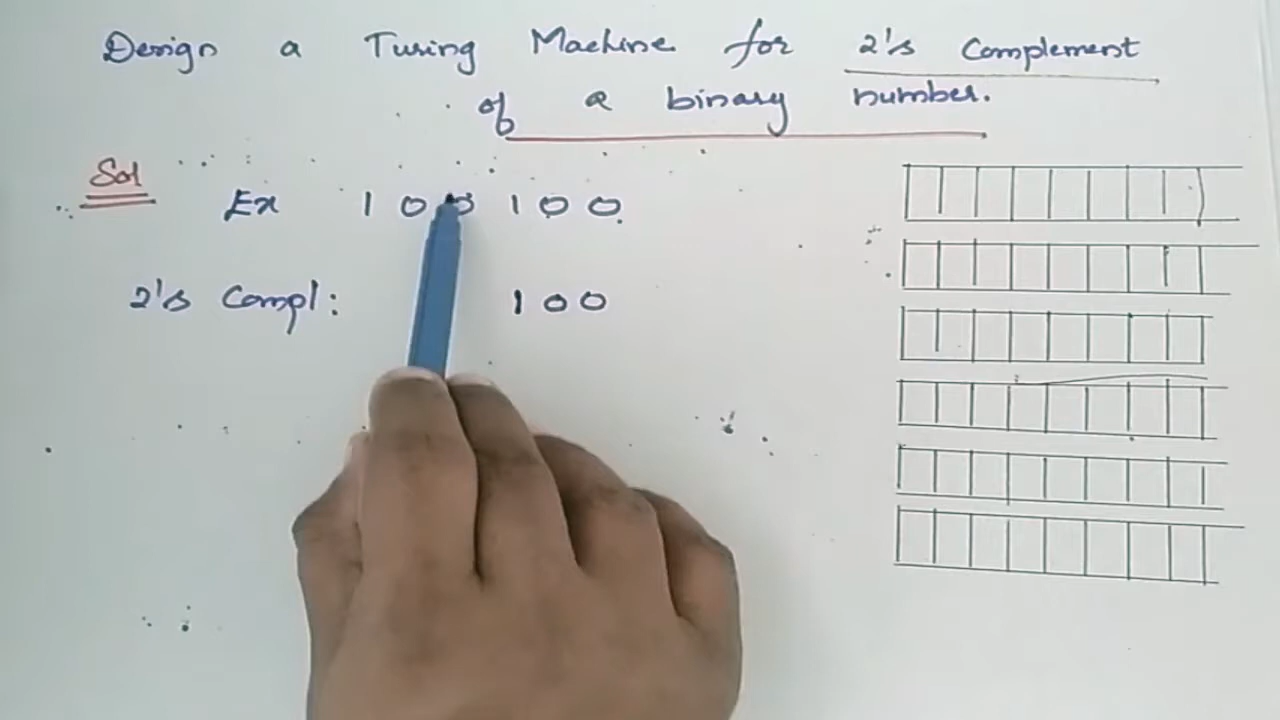 Design a Turing Machine for 2's Complement
of a binary number.
Sol
Ex 1 0 0 1 0 0
2's Compl: 1 0 0